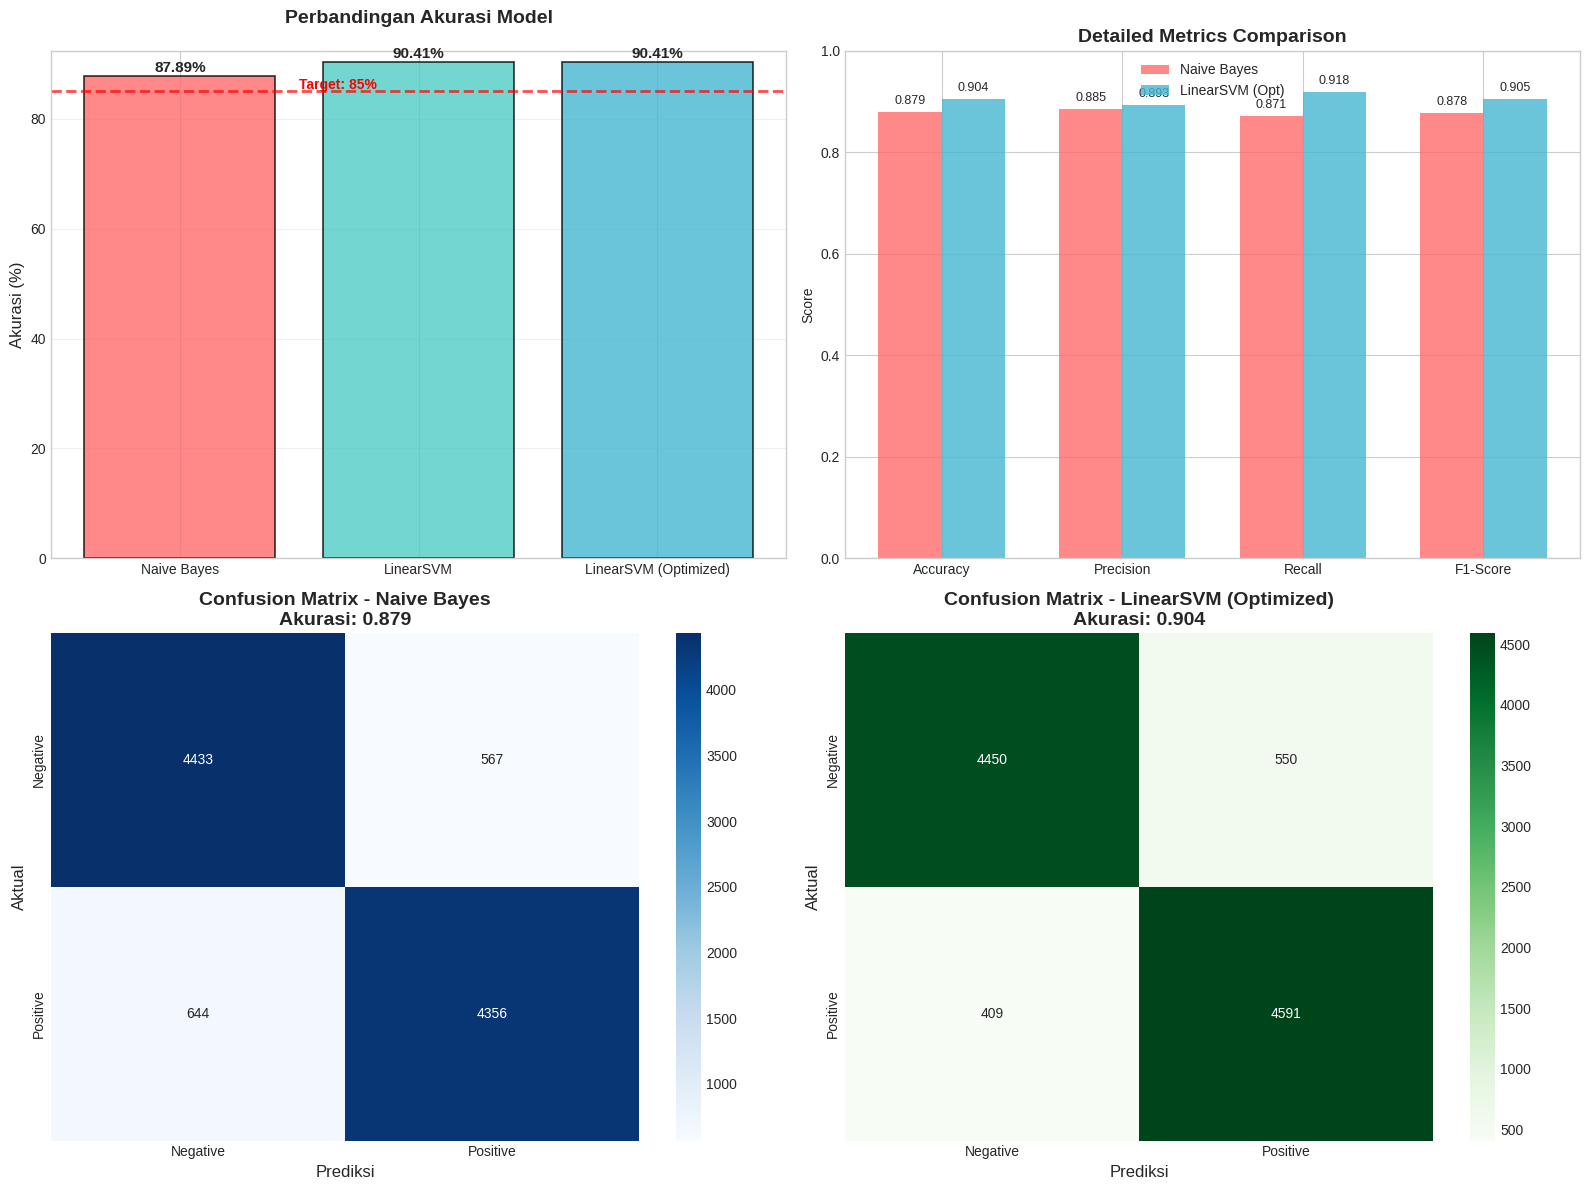 Perbandingan Akurasi Model
87.89%
90.41%
90.41%
Target: 85%
80
60
40
20
0
Akurasi (%)
Naive Bayes
LinearSVM
LinearSVM (Optimized)
Detailed Metrics Comparison
Naive Bayes
LinearSVM (Opt)
1.0
0.8
0.6
0.4
0.2
0.0
Score
0.879
0.904
0.885
0.893
0.871
0.918
0.878
0.905
Accuracy
Precision
Recall
F1-Score
Confusion Matrix - Naive Bayes
Akurasi: 0.879
Aktual
Negative
Positive
4433
567
644
4356
Negative
Positive
Prediksi
4000
3500
3000
2500
2000
1500
1000
Confusion Matrix - LinearSVM (Optimized)
Akurasi: 0.904
Aktual
Negative
Positive
4450
550
409
4591
Negative
Positive
Prediksi
4500
4000
3500
3000
2500
2000
1500
1000
500